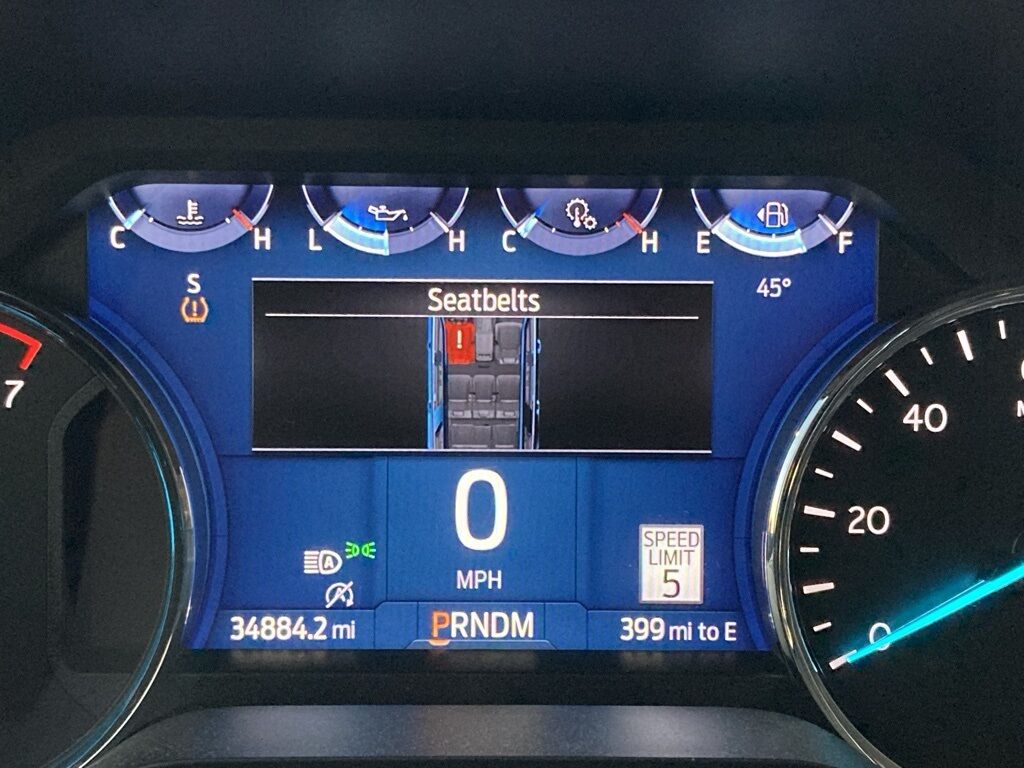 C H
L H
C H
E F
S
45°
Seatbelts
7
40
20
0
0
MPH
SPEED
LIMIT
5
A
34884.2 mi
PRNDM
399 mi to E